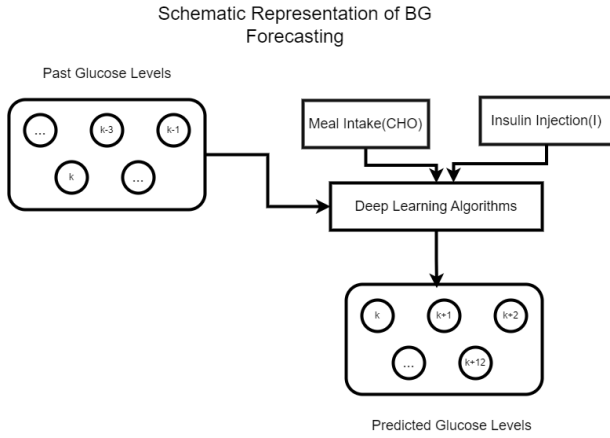 Schematic Representation of BG
Forecasting
Past Glucose Levels
... k-3 k-1
k ...
Meal Intake(CHO)
Insulin Injection(I)
Deep Learning Algorithms
k k+1 k+2
... k+12
Predicted Glucose Levels